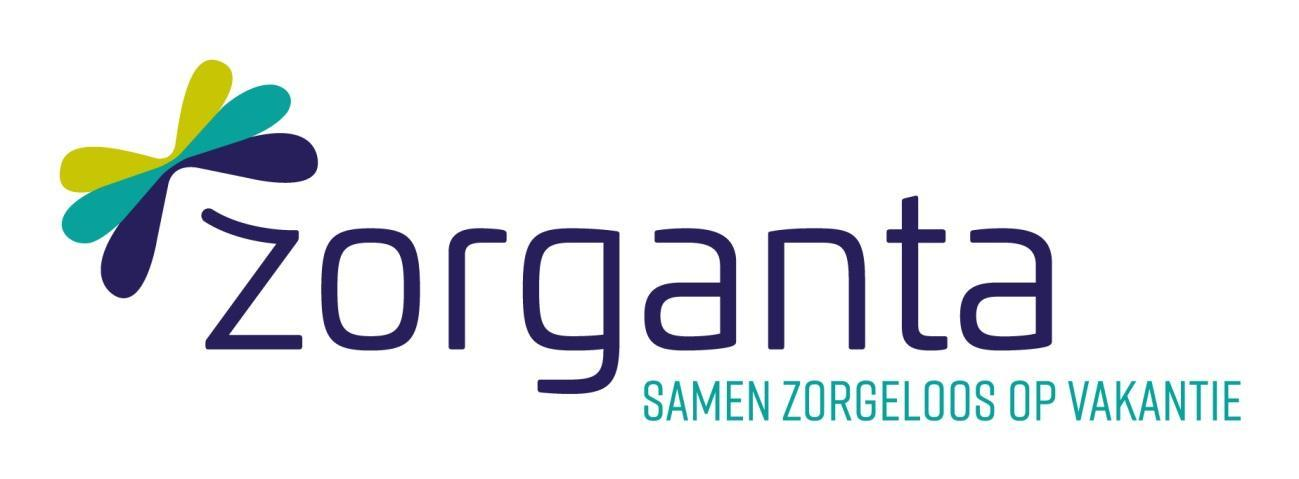 zorganta
SAMEN ZORGELOOS OP VAKANTIE